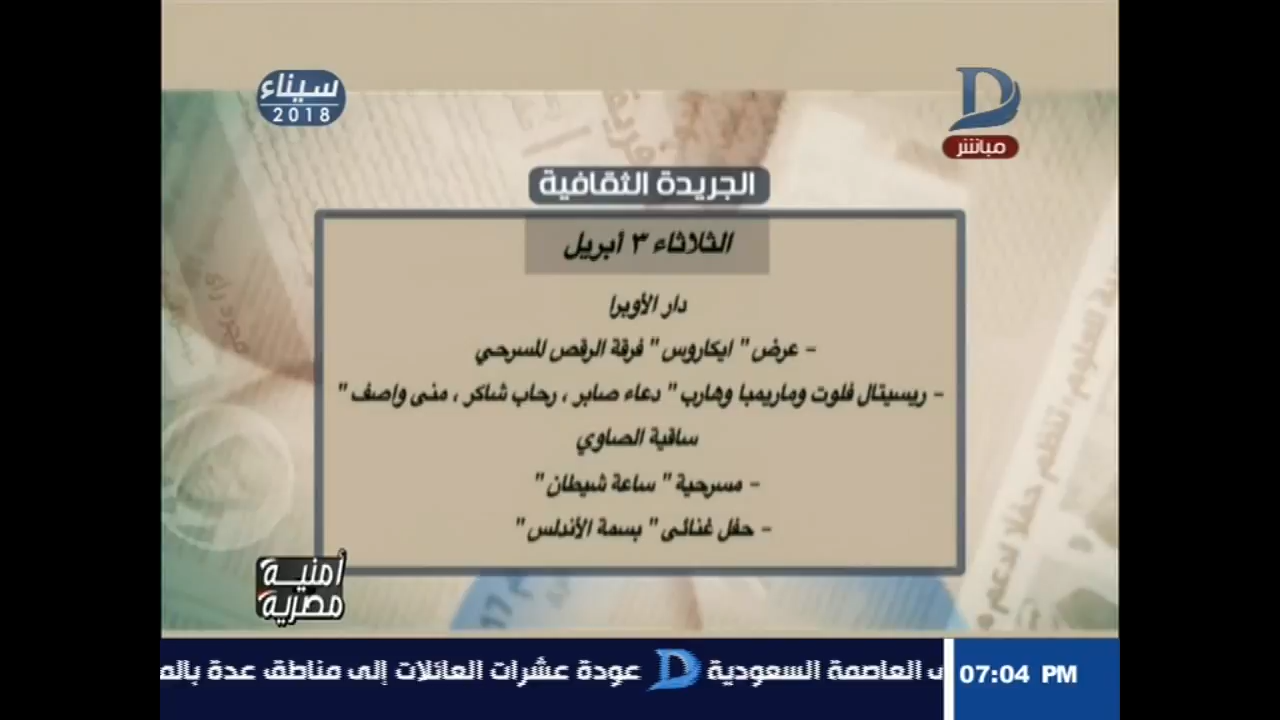 سيناء
2018
D
مباشر
الجريدة الثقافية
الثلاثاء ٣ أبريل
دار الأوبرا
- عرض " ايكاروس " فرقة الرقص المسرحي
- ريسيتال فلوت وماريمبا وهارب " دعاء صابر ، رحاب شاكر ، منى واصف "
ساقية الصاوي
- مسرحية " ساعة شيطان "
- حفل غنائى " بسمة الأندلس "
أمنية
مصرية
العاصمة السعودية D عودة عشرات العائلات إلى مناطق عدة
07:04 PM